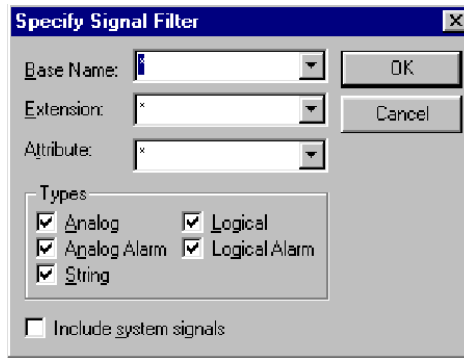 Specify Signal Filter
Base Name: *
OK
Extension: *
Cancel
Attribute: *
Types
Analog
Logical
Analog Alarm
Logical Alarm
String
Include system signals